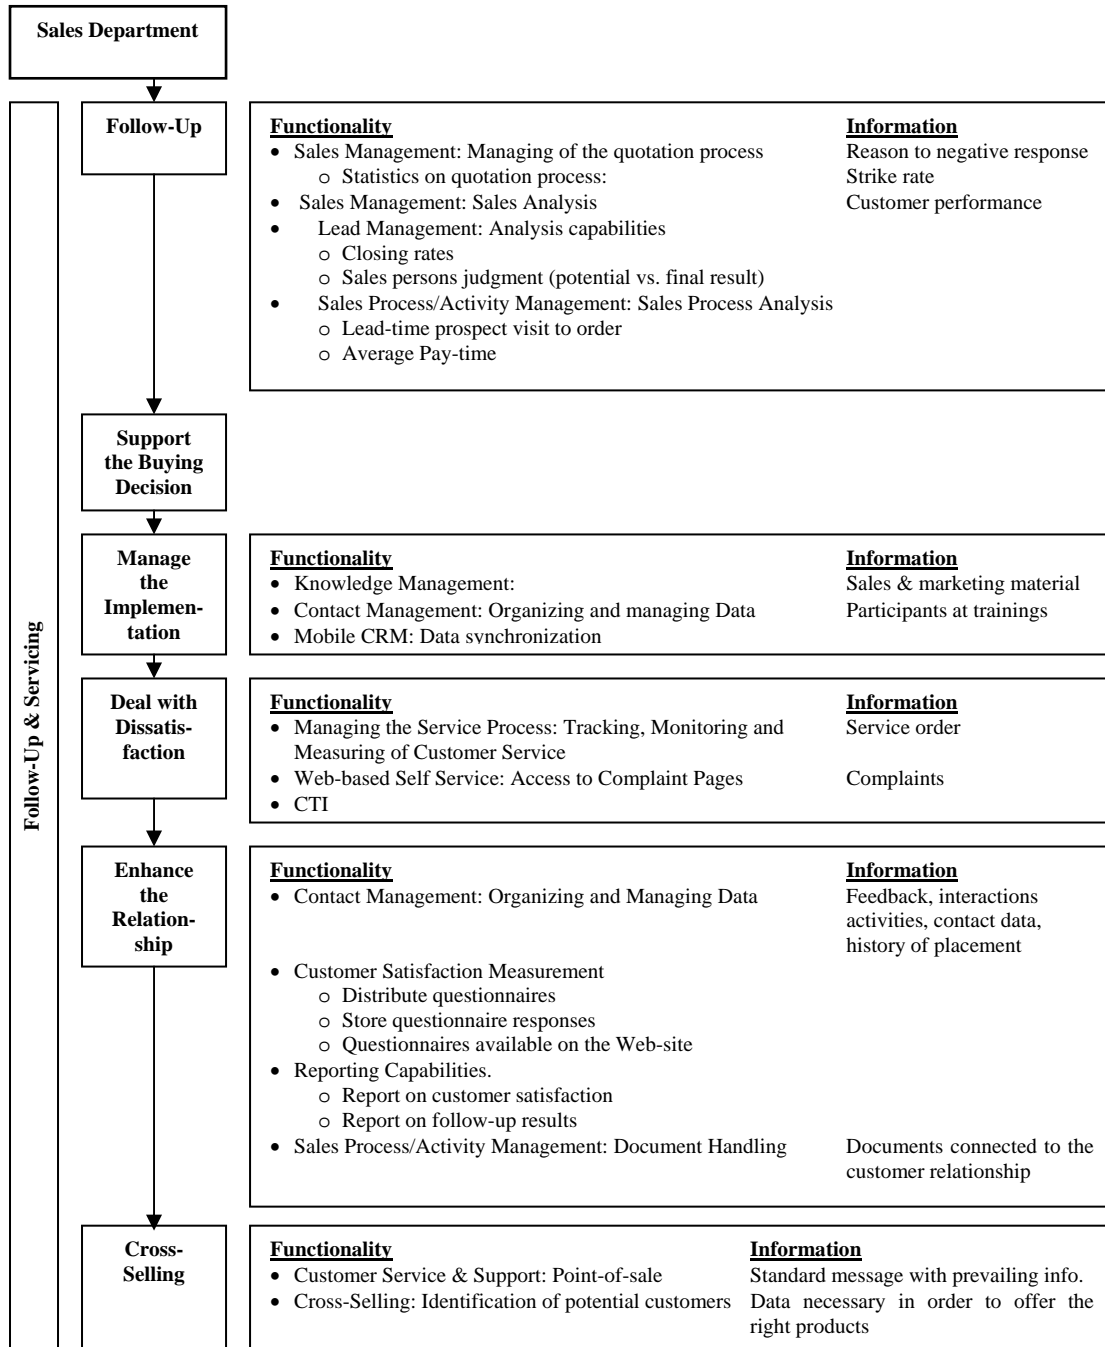 Sales Department
Follow-Up & Servicing
Follow-Up
Functionality Information
• Sales Management: Managing of the quotation process Reason to negative response
o Statistics on quotation process: Strike rate
• Sales Management: Sales Analysis Customer performance
• Lead Management: Analysis capabilities
o Closing rates
o Sales persons judgment (potential vs. final result)
• Sales Process/Activity Management: Sales Process Analysis
o Lead-time prospect visit to order
o Average Pay-time
Support
the Buying
Decision
Manage
the
Implemen-
tation
Functionality Information
• Knowledge Management: Sales & marketing material
• Contact Management: Organizing and managing Data Participants at trainings
• Mobile CRM: Data synchronization
Deal with
Dissatis-
faction
Functionality Information
• Managing the Service Process: Tracking, Monitoring and Service order
Measuring of Customer Service
• Web-based Self Service: Access to Complaint Pages Complaints
• CTI
Enhance
the
Relation-
ship
Functionality Information
• Contact Management: Organizing and Managing Data Feedback, interactions
activities, contact data,
history of placement
• Customer Satisfaction Measurement
o Distribute questionnaires
o Store questionnaire responses
o Questionnaires available on the Web-site
• Reporting Capabilities.
o Report on customer satisfaction
o Report on follow-up results
• Sales Process/Activity Management: Document Handling Documents connected to the
customer relationship
Cross-
Selling
Functionality Information
• Customer Service & Support: Point-of-sale Standard message with prevailing info.
• Cross-Selling: Identification of potential customers Data necessary in order to offer the
right products